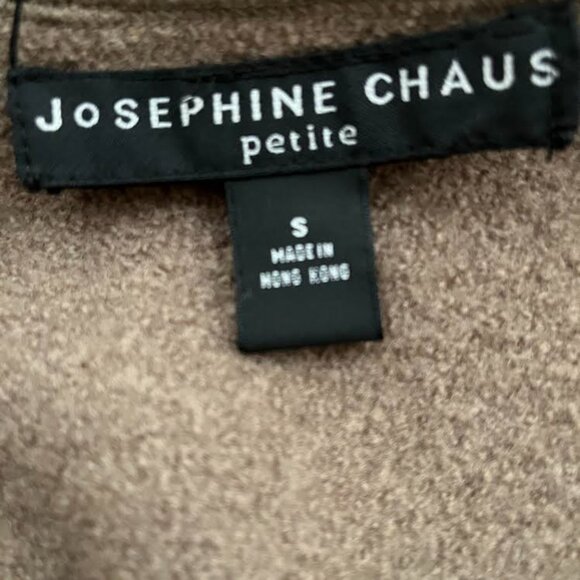 JoSEPHINE CHAUS
petite
S
MADE IN
HONG KONG